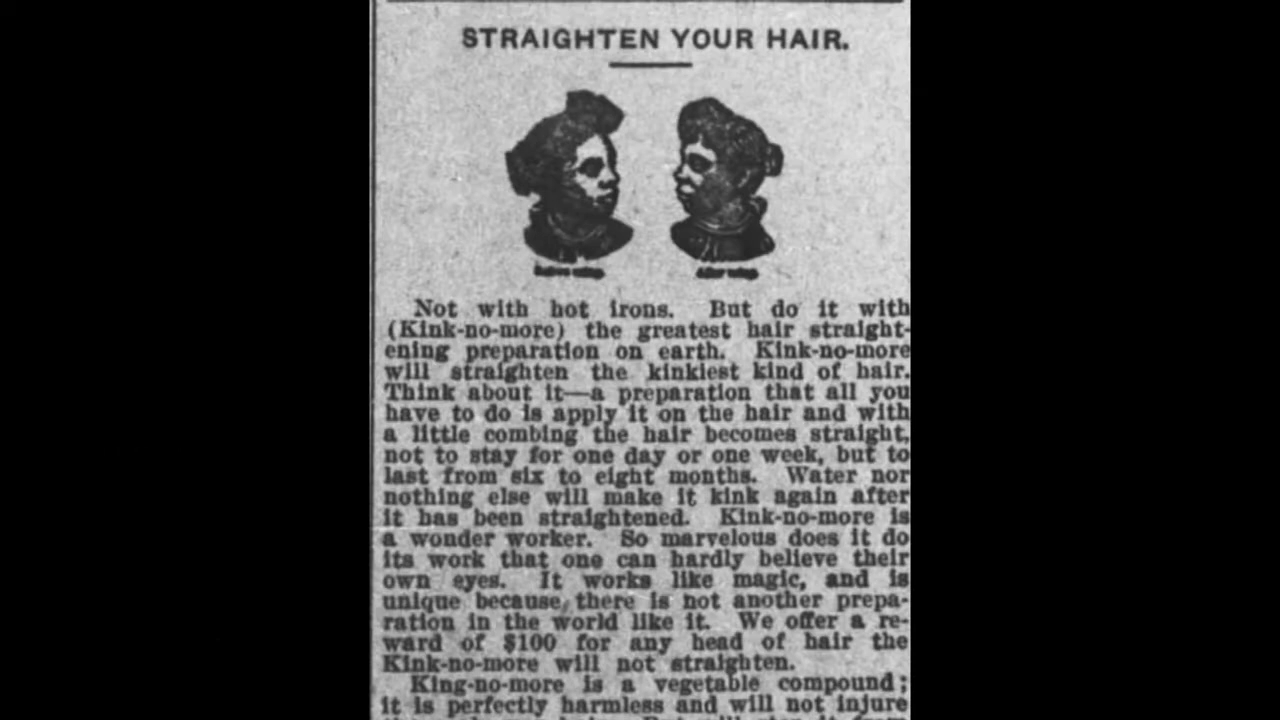 STRAIGHTEN YOUR HAIR.
Before using. After using.
Not with hot irons. But do it with
(Kink-no-more) the greatest hair straight-
ening preparation on earth. Kink-no-more
will straighten the kinkiest kind of hair.
Think about it—a preparation that all you
have to do is apply it on the hair and with
a little combing the hair becomes straight,
not to stay for one day or one week, but to
last from six to eight months. Water nor
nothing else will make it kink again after
it has been straightened. Kink-no-more is
a wonder worker. So marvelous does it do
its work that one can hardly believe their
own eyes. It works like magic, and is
unique because there is not another prepa-
ration in the world like it. We offer a re-
ward of $100 for any head of hair the
Kink-no-more will not straighten.
King-no-more is a vegetable compound;
it is perfectly harmless and will not injure